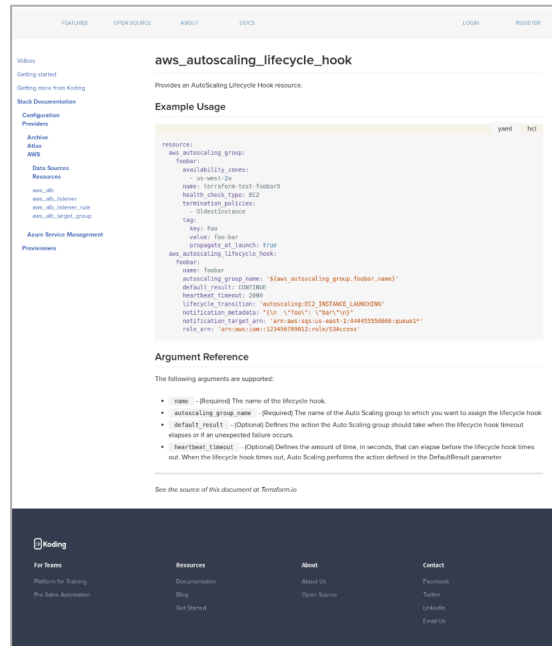 FEATURES OPEN SOURCE ABOUT DOCS LOGIN REGISTER
Videos
Getting started
Getting more from Koding
Stack Documentation
Configuration
Providers
Archive
Atlas
AWS
Data Sources
Resources
aws_alb
aws_alb_listener
aws_alb_listener_rule
aws_alb_target_group
Azure Service Management
Provisioners
aws_autoscaling_lifecycle_hook
Provides an AutoScaling Lifecycle Hook resource.
Example Usage
yaml hcl
resource:
aws_autoscaling_group:
foobar:
availability_zones:
- us-west-2a
name: terraform-test-foobar5
health_check_type: EC2
termination_policies:
- OldestInstance
tag:
key: Foo
value: foo-bar
propagate_at_launch: true
aws_autoscaling_lifecycle_hook:
foobar:
name: foobar
autoscaling_group_name: '${aws_autoscaling_group.foobar.name}'
default_result: CONTINUE
heartbeat_timeout: 2000
lifecycle_transition: 'autoscaling:EC2_INSTANCE_LAUNCHING'
notification_metadata: "{\n \"foo\": \"bar\"\n}"
notification_target_arn: 'arn:aws:sqs:us-east-1:444455556666:queue1*'
role_arn: 'arn:aws:iam::123456789012:role/S3Access'
Argument Reference
The following arguments are supported:
• name - (Required) The name of the lifecycle hook.
• autoscaling_group_name - (Required) The name of the Auto Scaling group to which you want to assign the lifecycle hook
• default_result - (Optional) Defines the action the Auto Scaling group should take when the lifecycle hook timeout
elapses or if an unexpected failure occurs.
• heartbeat_timeout - (Optional) Defines the amount of time, in seconds, that can elapse before the lifecycle hook times
out. When the lifecycle hook times out, Auto Scaling performs the action defined in the DefaultResult parameter
See the source of this document at Terraform.io
Koding
For Teams Resources About Contact
Platform for Training Documentation About Us Facebook
Pre-Sales Automation Blog Open Source Twitter
Get Started LinkedIn
Email Us